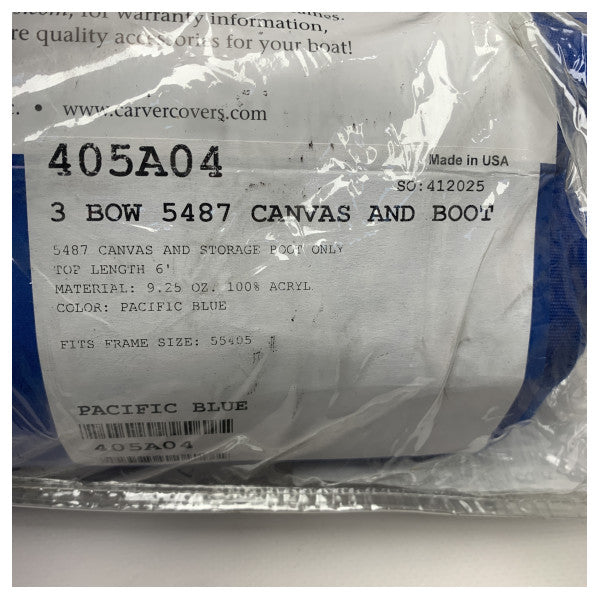 for warranty information,
re quality accessories for your boat!
• www.carvercovers.com
405A04
Made in USA
SO:412025
3 BOW 5487 CANVAS AND BOOT
5487 CANVAS AND STORAGE BOOT ONLY
TOP LENGTH 6'
MATERIAL: 9.25 OZ. 100% ACRYL
COLOR: PACIFIC BLUE
FITS FRAME SIZE: 55405
PACIFIC BLUE
405A04